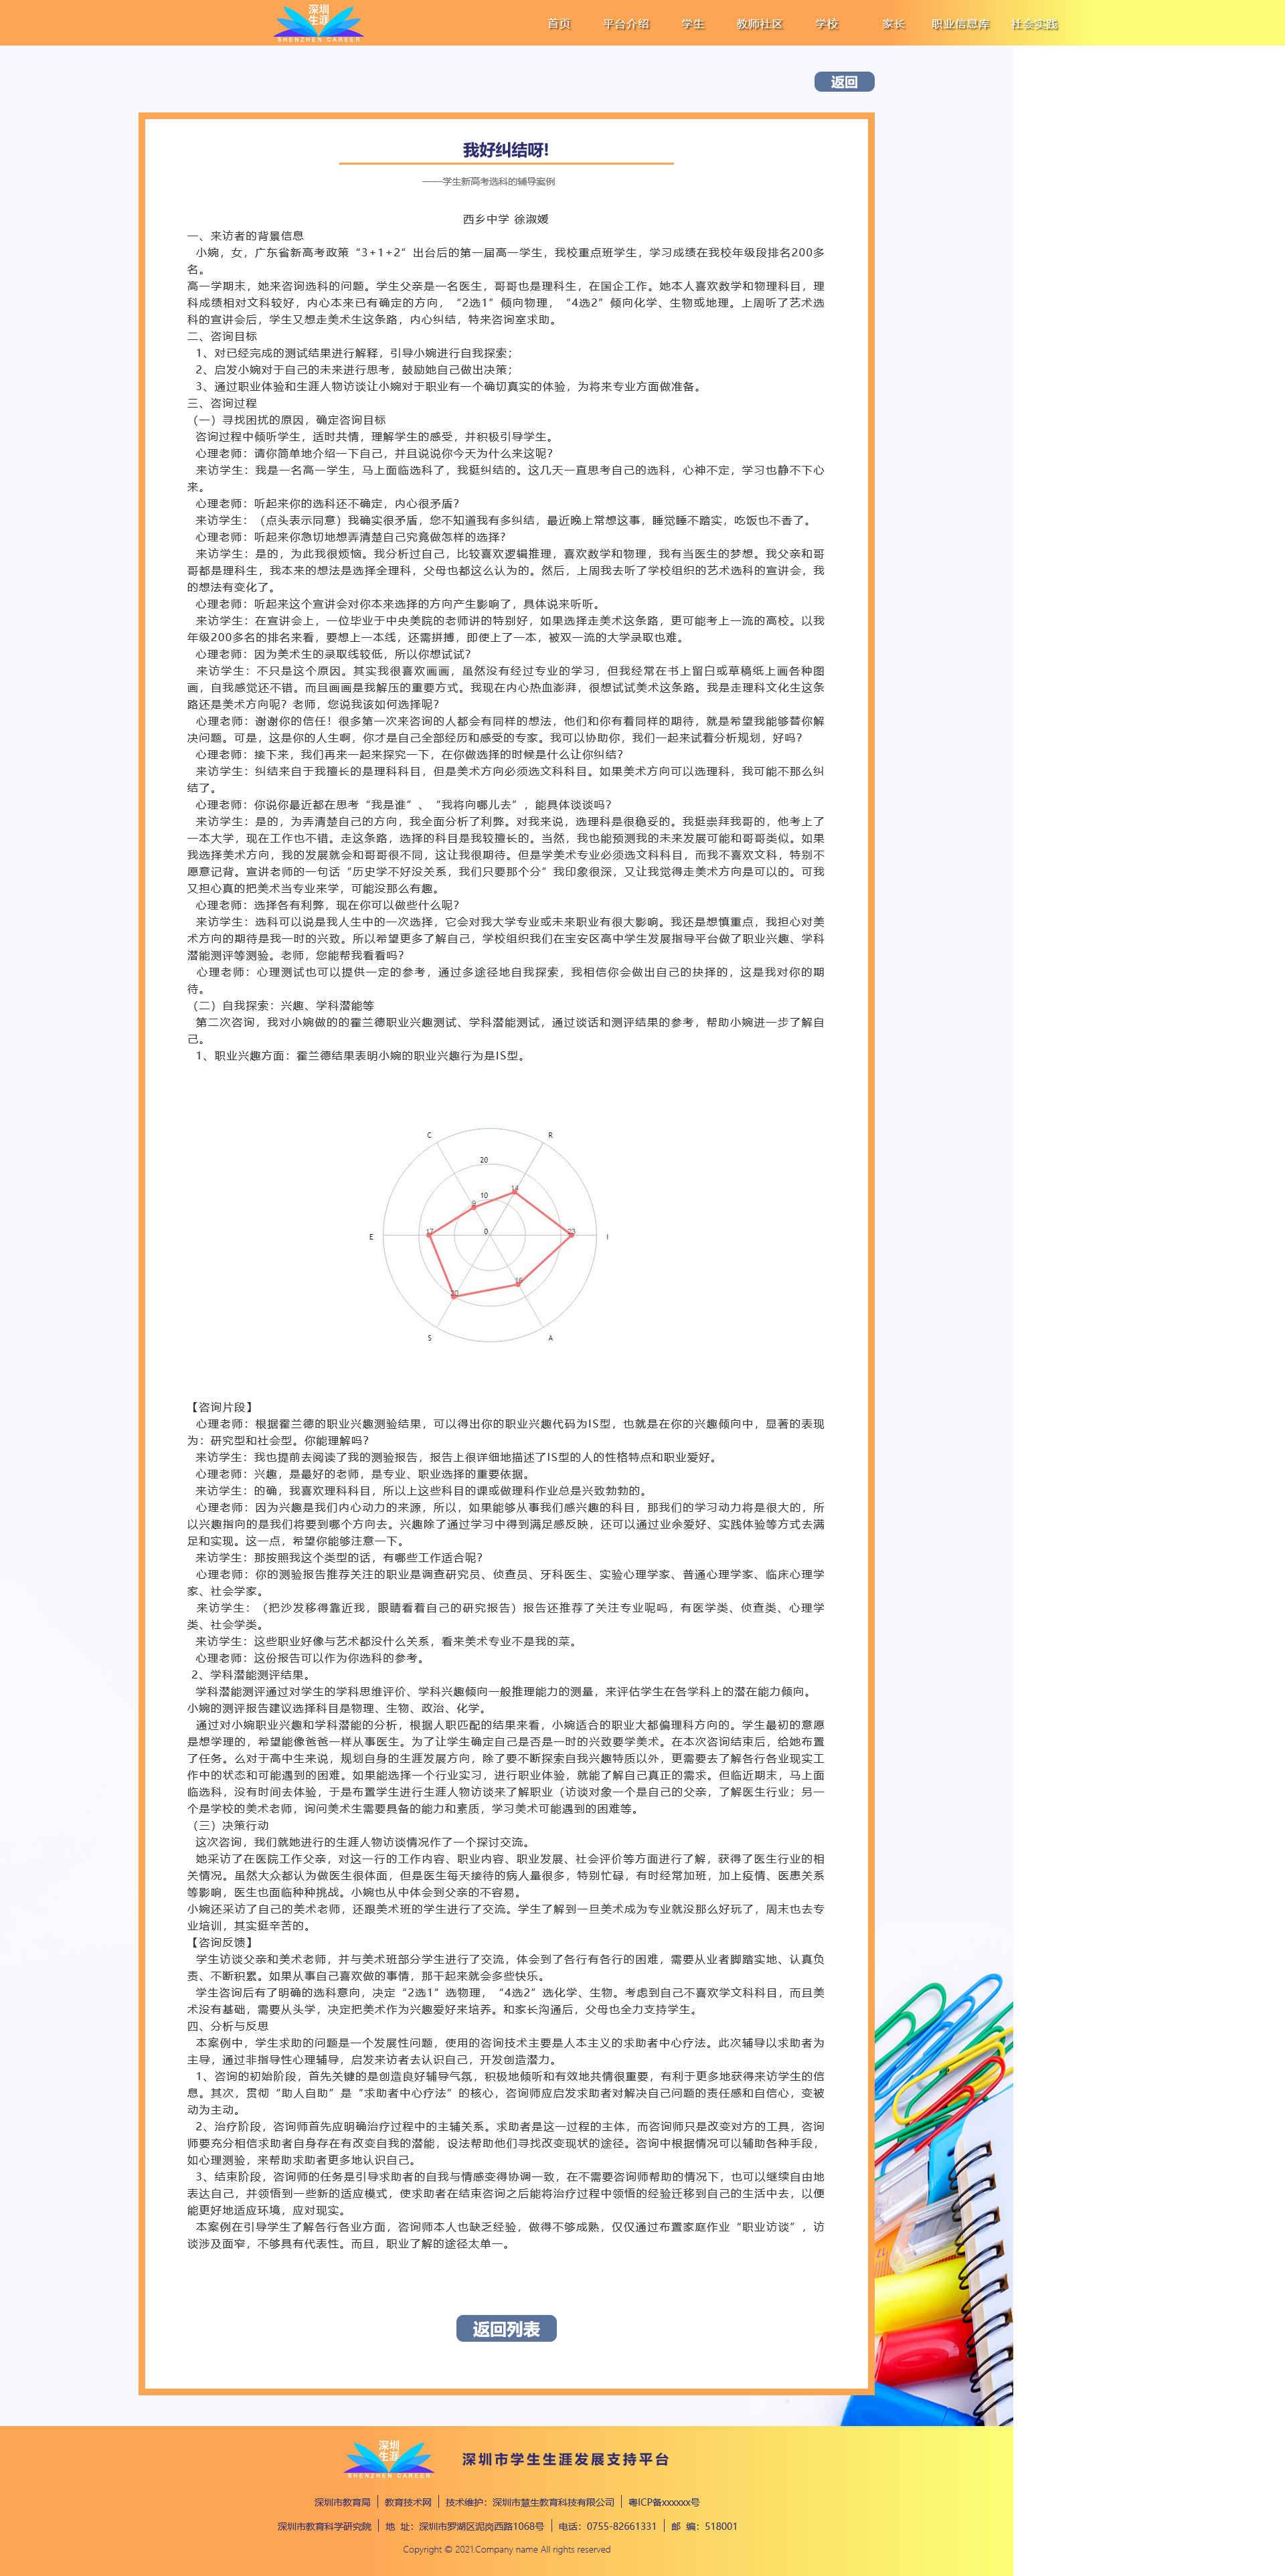 深圳
生涯
SHENZHEN CAREER
首页 平台介绍 学生 教师社区 学校 家长 职业信息库 社会实践
返回
我好纠结呀!
——学生新高考选科的辅导案例
西乡中学 徐淑媛
一、来访者的背景信息
小婉，女，广东省新高考政策“3+1+2”出台后的第一届高一学生，我校重点班学生，学习成绩在我校年级段排名200多
名。
高一学期末，她来咨询选科的问题。学生父亲是一名医生，哥哥也是理科生，在国企工作。她本人喜欢数学和物理科目，理
科成绩相对文科较好，内心本来已有确定的方向，“2选1”倾向物理，“4选2”倾向化学、生物或地理。上周听了艺术选
科的宣讲会后，学生又想走美术生这条路，内心纠结，特来咨询室求助。
二、咨询目标
1、对已经完成的测试结果进行解释，引导小婉进行自我探索；
2、启发小婉对于自己的未来进行思考，鼓励她自己做出决策；
3、通过职业体验和生涯人物访谈让小婉对于职业有一个确切真实的体验，为将来专业方面做准备。
三、咨询过程
（一）寻找困扰的原因，确定咨询目标
咨询过程中倾听学生，适时共情，理解学生的感受，并积极引导学生。
心理老师：请你简单地介绍一下自己，并且说说你今天为什么来这呢？
来访学生：我是一名高一学生，马上面临选科了，我挺纠结的。这几天一直思考自己的选科，心神不定，学习也静不下心
来。
心理老师：听起来你的选科还不确定，内心很矛盾？
来访学生：（点头表示同意）我确实很矛盾，您不知道我有多纠结，最近晚上常想这事，睡觉睡不踏实，吃饭也不香了。
心理老师：听起来你急切地想弄清楚自己究竟做怎样的选择？
来访学生：是的，为此我很烦恼。我分析过自己，比较喜欢逻辑推理，喜欢数学和物理，我有当医生的梦想。我父亲和哥
哥都是理科生，我本来的想法是选择全理科，父母也都这么认为的。然后，上周我去听了学校组织的艺术选科的宣讲会，我
的想法有变化了。
心理老师：听起来这个宣讲会对你本来选择的方向产生影响了，具体说来听听。
来访学生：在宣讲会上，一位毕业于中央美院的老师讲的特别好，如果选择走美术这条路，更可能考上一流的高校。以我
年级200多名的排名来看，要想上一本线，还需拼搏，即使上了一本，被双一流的大学录取也难。
心理老师：因为美术生的录取线较低，所以你想试试？
来访学生：不只是这个原因。其实我很喜欢画画，虽然没有经过专业的学习，但我经常在书上留白或草稿纸上画各种图
画，自我感觉还不错。而且画画是我解压的重要方式。我现在内心热血澎湃，很想试试美术这条路。我是走理科文化生这条
路还是美术方向呢？老师，您说我该如何选择呢？
心理老师：谢谢你的信任！很多第一次来咨询的人都会有同样的想法，他们和你有着同样的期待，就是希望我能够替你解
决问题。可是，这是你的人生啊，你才是自己全部经历和感受的专家。我可以协助你，我们一起来试着分析规划，好吗？
心理老师：接下来，我们再来一起来探究一下，在你做选择的时候是什么让你纠结？
来访学生：纠结来自于我擅长的是理科科目，但是美术方向必须选文科科目。如果美术方向可以选理科，我可能不那么纠
结了。
心理老师：你说你最近都在思考“我是谁”、“我将向哪儿去”，能具体谈谈吗？
来访学生：是的，为弄清楚自己的方向，我全面分析了利弊。对我来说，选理科是很稳妥的。我挺崇拜我哥的，他考上了
一本大学，现在工作也不错。走这条路，选择的科目是我较擅长的。当然，我也能预测我的未来发展可能和哥哥类似。如果
我选择美术方向，我的发展就会和哥哥很不同，这让我很期待。但是学美术专业必须选文科科目，而我不喜欢文科，特别不
愿意记背。宣讲老师的一句话“历史学不好没关系，我们只要那个分”我印象很深，又让我觉得走美术方向是可以的。可我
又担心真的把美术当专业来学，可能没那么有趣。
心理老师：选择各有利弊，现在你可以做些什么呢？
来访学生：选科可以说是我人生中的一次选择，它会对我大学专业或未来职业有很大影响。我还是想慎重点，我担心对美
术方向的期待是我一时的兴致。所以希望更多了解自己，学校组织我们在宝安区高中学生发展指导平台做了职业兴趣、学科
潜能测评等测验。老师，您能帮我看看吗？
心理老师：心理测试也可以提供一定的参考，通过多途径地自我探索，我相信你会做出自己的抉择的，这是我对你的期
待。
（二）自我探索：兴趣、学科潜能等
第二次咨询，我对小婉做的的霍兰德职业兴趣测试、学科潜能测试，通过谈话和测评结果的参考，帮助小婉进一步了解自
己。
1、职业兴趣方面：霍兰德结果表明小婉的职业兴趣行为是IS型。
C R
20
14
10
9
17 0 23
E I
16
20
S A
【咨询片段】
心理老师：根据霍兰德的职业兴趣测验结果，可以得出你的职业兴趣代码为IS型，也就是在你的兴趣倾向中，显著的表现
为：研究型和社会型。你能理解吗？
来访学生：我也提前去阅读了我的测验报告，报告上很详细地描述了IS型的人的性格特点和职业爱好。
心理老师：兴趣，是最好的老师，是专业、职业选择的重要依据。
来访学生：的确，我喜欢理科科目，所以上这些科目的课或做理科作业总是兴致勃勃的。
心理老师：因为兴趣是我们内心动力的来源，所以，如果能够从事我们感兴趣的科目，那我们的学习动力将是很大的，所
以兴趣指向的是我们将要到哪个方向去。兴趣除了通过学习中得到满足感反映，还可以通过业余爱好、实践体验等方式去满
足和实现。这一点，希望你能够注意一下。
来访学生：那按照我这个类型的话，有哪些工作适合呢？
心理老师：你的测验报告推荐关注的职业是调查研究员、侦查员、牙科医生、实验心理学家、普通心理学家、临床心理学
家、社会学家。
来访学生：（把沙发移得靠近我，眼睛看着自己的研究报告）报告还推荐了关注专业呢吗，有医学类、侦查类、心理学
类、社会学类。
来访学生：这些职业好像与艺术都没什么关系，看来美术专业不是我的菜。
心理老师：这份报告可以作为你选科的参考。
2、学科潜能测评结果。
学科潜能测评通过对学生的学科思维评价、学科兴趣倾向一般推理能力的测量，来评估学生在各学科上的潜在能力倾向。
小婉的测评报告建议选择科目是物理、生物、政治、化学。
通过对小婉职业兴趣和学科潜能的分析，根据人职匹配的结果来看，小婉适合的职业大都偏理科方向的。学生最初的意愿
是想学理的，希望能像爸爸一样从事医生。为了让学生确定自己是否是一时的兴致要学美术。在本次咨询结束后，给她布置
了任务。么对于高中生来说，规划自身的生涯发展方向，除了要不断探索自我兴趣特质以外，更需要去了解各行各业现实工
作中的状态和可能遇到的困难。如果能选择一个行业实习，进行职业体验，就能了解自己真正的需求。但临近期末，马上面
临选科，没有时间去体验，于是布置学生进行生涯人物访谈来了解职业（访谈对象一个是自己的父亲，了解医生行业；另一
个是学校的美术老师，询问美术生需要具备的能力和素质，学习美术可能遇到的困难等。
（三）决策行动
这次咨询，我们就她进行的生涯人物访谈情况作了一个探讨交流。
她采访了在医院工作父亲，对这一行的工作内容、职业内容、职业发展、社会评价等方面进行了解，获得了医生行业的相
关情况。虽然大众都认为做医生很体面，但是医生每天接待的病人量很多，特别忙碌，有时经常加班，加上疫情、医患关系
等影响，医生也面临种种挑战。小婉也从中体会到父亲的不容易。
小婉还采访了自己的美术老师，还跟美术班的学生进行了交流。学生了解到一旦美术成为专业就没那么好玩了，周末也去专
业培训，其实挺辛苦的。
【咨询反馈】
学生访谈父亲和美术老师，并与美术班部分学生进行了交流，体会到了各行有各行的困难，需要从业者脚踏实地、认真负
责、不断积累。如果从事自己喜欢做的事情，那干起来就会多些快乐。
学生咨询后有了明确的选科意向，决定“2选1”选物理，“4选2”选化学、生物。考虑到自己不喜欢学文科科目，而且美
术没有基础，需要从头学，决定把美术作为兴趣爱好来培养。和家长沟通后，父母也全力支持学生。
四、分析与反思
本案例中，学生求助的问题是一个发展性问题，使用的咨询技术主要是人本主义的求助者中心疗法。此次辅导以求助者为
主导，通过非指导性心理辅导，启发来访者去认识自己，开发创造潜力。
1、咨询的初始阶段，首先关键的是创造良好辅导气氛，积极地倾听和有效地共情很重要，有利于更多地获得来访学生的信
息。其次，贯彻“助人自助”是“求助者中心疗法”的核心，咨询师应启发求助者对解决自己问题的责任感和自信心，变被
动为主动。
2、治疗阶段，咨询师首先应明确治疗过程中的主辅关系。求助者是这一过程的主体，而咨询师只是改变对方的工具，咨询
师要充分相信求助者自身存在有改变自我的潜能，设法帮助他们寻找改变现状的途径。咨询中根据情况可以辅助各种手段，
如心理测验，来帮助求助者更多地认识自己。
3、结束阶段，咨询师的任务是引导求助者的自我与情感变得协调一致，在不需要咨询师帮助的情况下，也可以继续自由地
表达自己，并领悟到一些新的适应模式，使求助者在结束咨询之后能将治疗过程中领悟的经验迁移到自己的生活中去，以便
能更好地适应环境，应对现实。
本案例在引导学生了解各行各业方面，咨询师本人也缺乏经验，做得不够成熟，仅仅通过布置家庭作业“职业访谈”，访
谈涉及面窄，不够具有代表性。而且，职业了解的途径太单一。
返回列表
深圳
生涯
SHENZHEN CAREER
深圳市学生生涯发展支持平台
深圳市教育局 教育技术网 技术维护：深圳市慧生教育科技有限公司 粤ICP备xxxxxx号
深圳市教育科学研究院 地 址：深圳市罗湖区泥岗西路1068号 电话：0755-82661331 邮 编：518001
Copyright © 2021.Company name All rights reserved